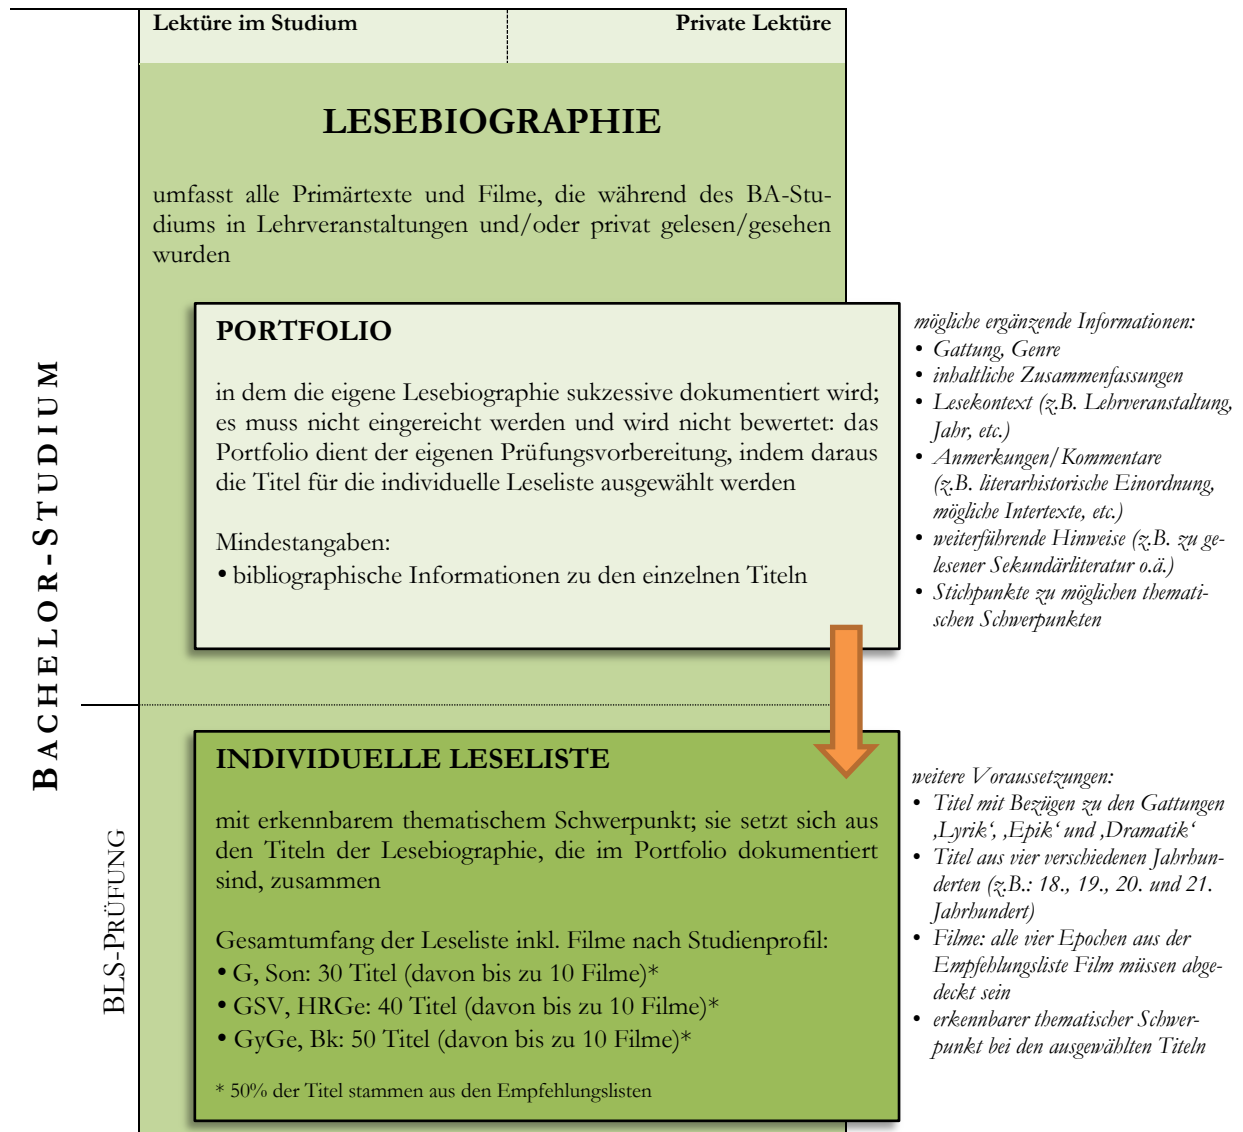 Lektüre im Studium
Private Lektüre
LESEBIOGRAPHIE
umfasst alle Primärtexte und Filme, die während des BA-Stu-
diums in Lehrveranstaltungen und/oder privat gelesen/gesehen
wurden
PORTFOLIO
in dem die eigene Lesebiographie sukzessive dokumentiert wird;
es muss nicht eingereicht werden und wird nicht bewertet: das
Portfolio dient der eigenen Prüfungsvorbereitung, indem daraus
die Titel für die individuelle Leseliste ausgewählt werden
Mindestangaben:
• bibliographische Informationen zu den einzelnen Titeln
mögliche ergänzende Informationen:
• Gattung, Genre
• inhaltliche Zusammenfassungen
• Lesekontext (z.B. Lehrveranstaltung,
Jahr, etc.)
• Anmerkungen/Kommentare
(z.B. literarhistorische Einordnung,
mögliche Intertexte, etc.)
• weiterführende Hinweise (z.B. zu ge-
lesener Sekundärliteratur o.ä.)
• Stichpunkte zu möglichen themati-
schen Schwerpunkten
BACHELOR-STUDIUM
INDIVIDUELLE LESELISTE
mit erkennbarem thematischem Schwerpunkt; sie setzt sich aus
den Titeln der Lesebiographie, die im Portfolio dokumentiert
sind, zusammen
Gesamtumfang der Leseliste inkl. Filme nach Studienprofil:
• G, Son: 30 Titel (davon bis zu 10 Filme)*
• GSV, HRGe: 40 Titel (davon bis zu 10 Filme)*
• GyGe, Bk: 50 Titel (davon bis zu 10 Filme)*
* 50% der Titel stammen aus den Empfehlungslisten
weitere Voraussetzungen:
• Titel mit Bezügen zu den Gattungen
‚Lyrik‘, ‚Epik‘ und ‚Dramatik‘
• Titel aus vier verschiedenen Jahrhun-
derten (z.B.: 18., 19., 20. und 21.
Jahrhundert)
• Filme: alle vier Epochen aus der
Empfehlungsliste Film müssen abge-
deckt sein
• erkennbarer thematischer Schwer-
punkt bei den ausgewählten Titeln
BLS-PRÜFUNG